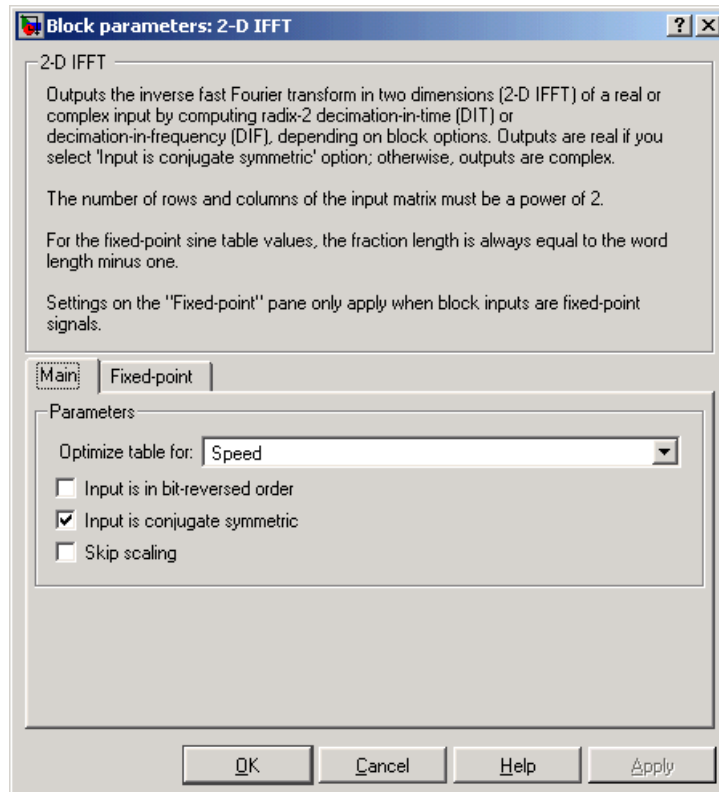 Block parameters: 2-D IFFT
2-D IFFT
Outputs the inverse fast Fourier transform in two dimensions (2-D IFFT) of a real or
complex input by computing radix-2 decimation-in-time (DIT) or
decimation-in-frequency (DIF), depending on block options. Outputs are real if you
select 'Input is conjugate symmetric' option; otherwise, outputs are complex.
The number of rows and columns of the input matrix must be a power of 2.
For the fixed-point sine table values, the fraction length is always equal to the word
length minus one.
Settings on the "Fixed-point" pane only apply when block inputs are fixed-point
signals.
Main Fixed-point
Parameters
Optimize table for: Speed
Input is in bit-reversed order
Input is conjugate symmetric
Skip scaling
OK Cancel Help Apply